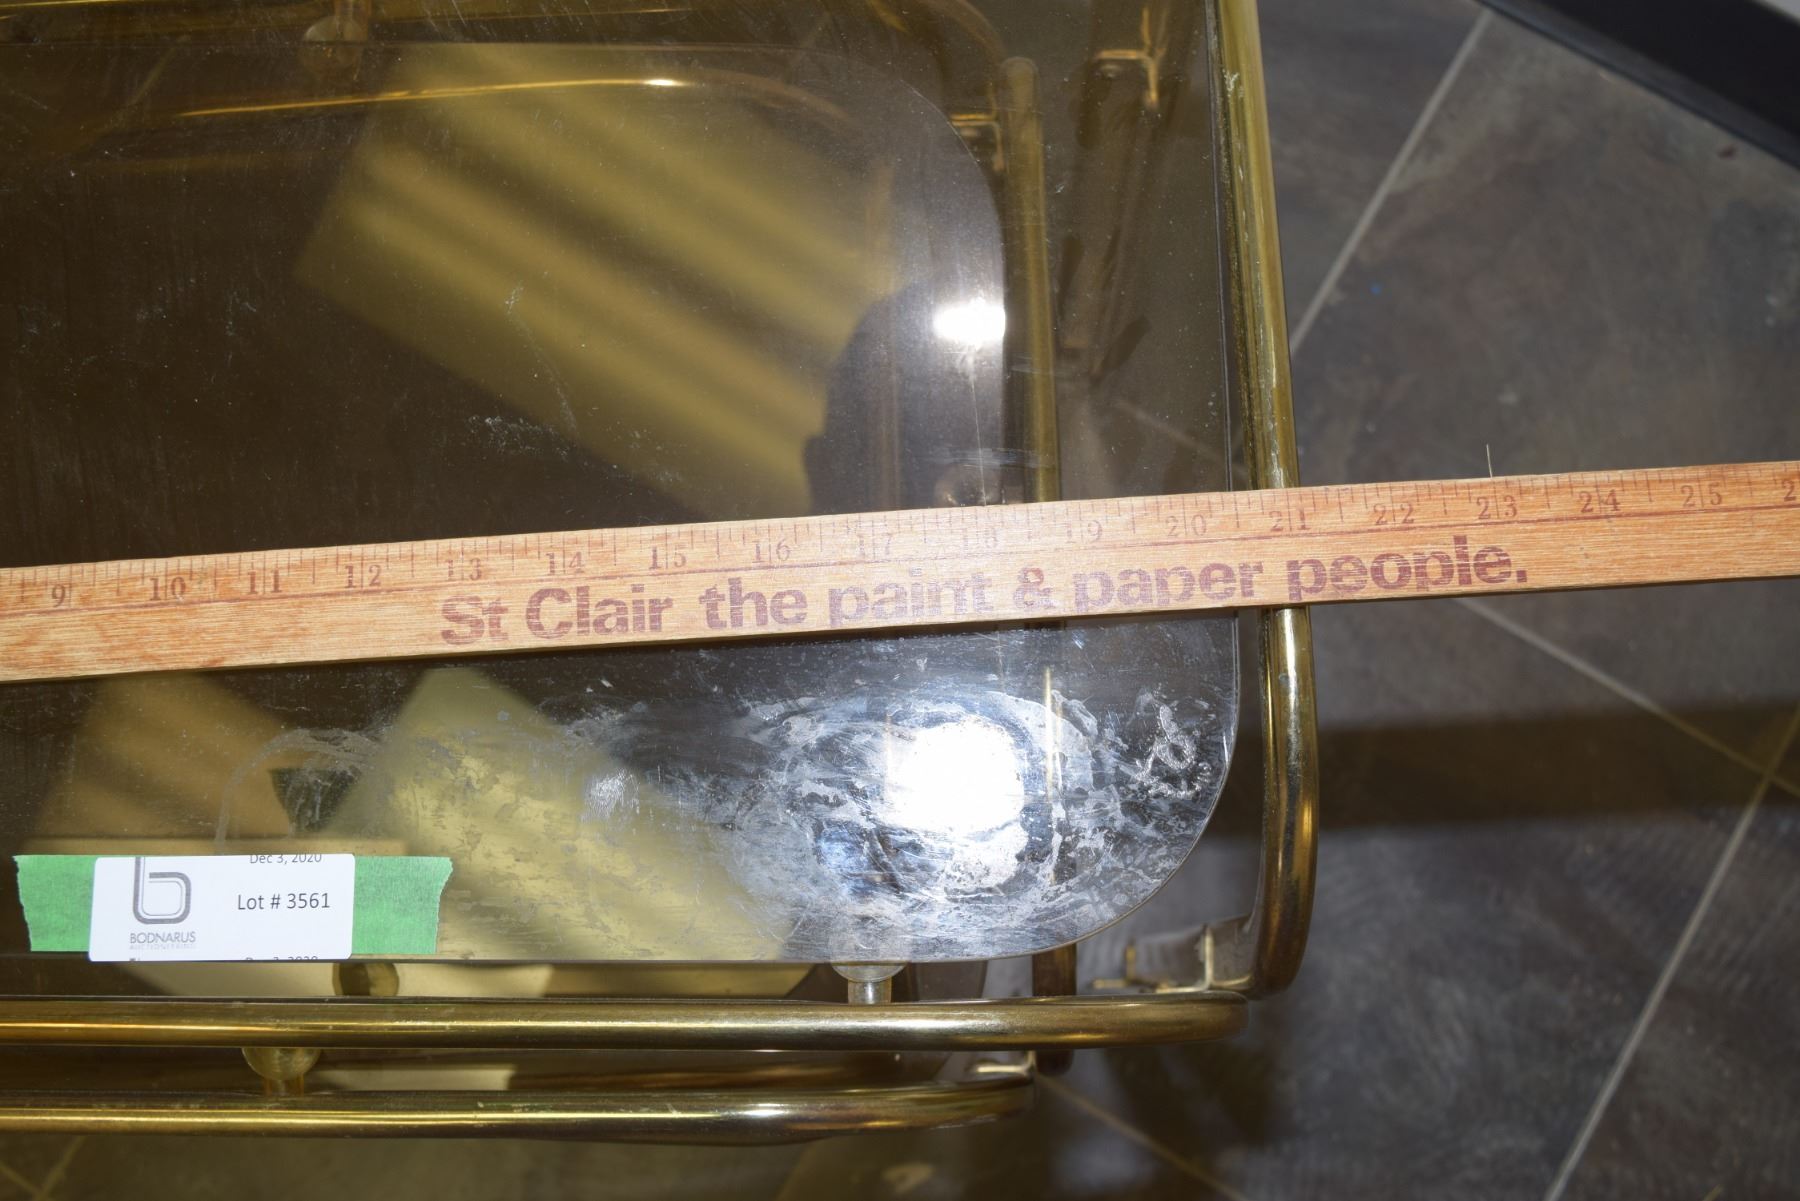 9 10 11 12 13 14 15 16 17 18 19 20 21 22 23 24 25 2
St Clair the paint & paper people.
Dec 3, 2020
Lot # 3561
BODNARUS